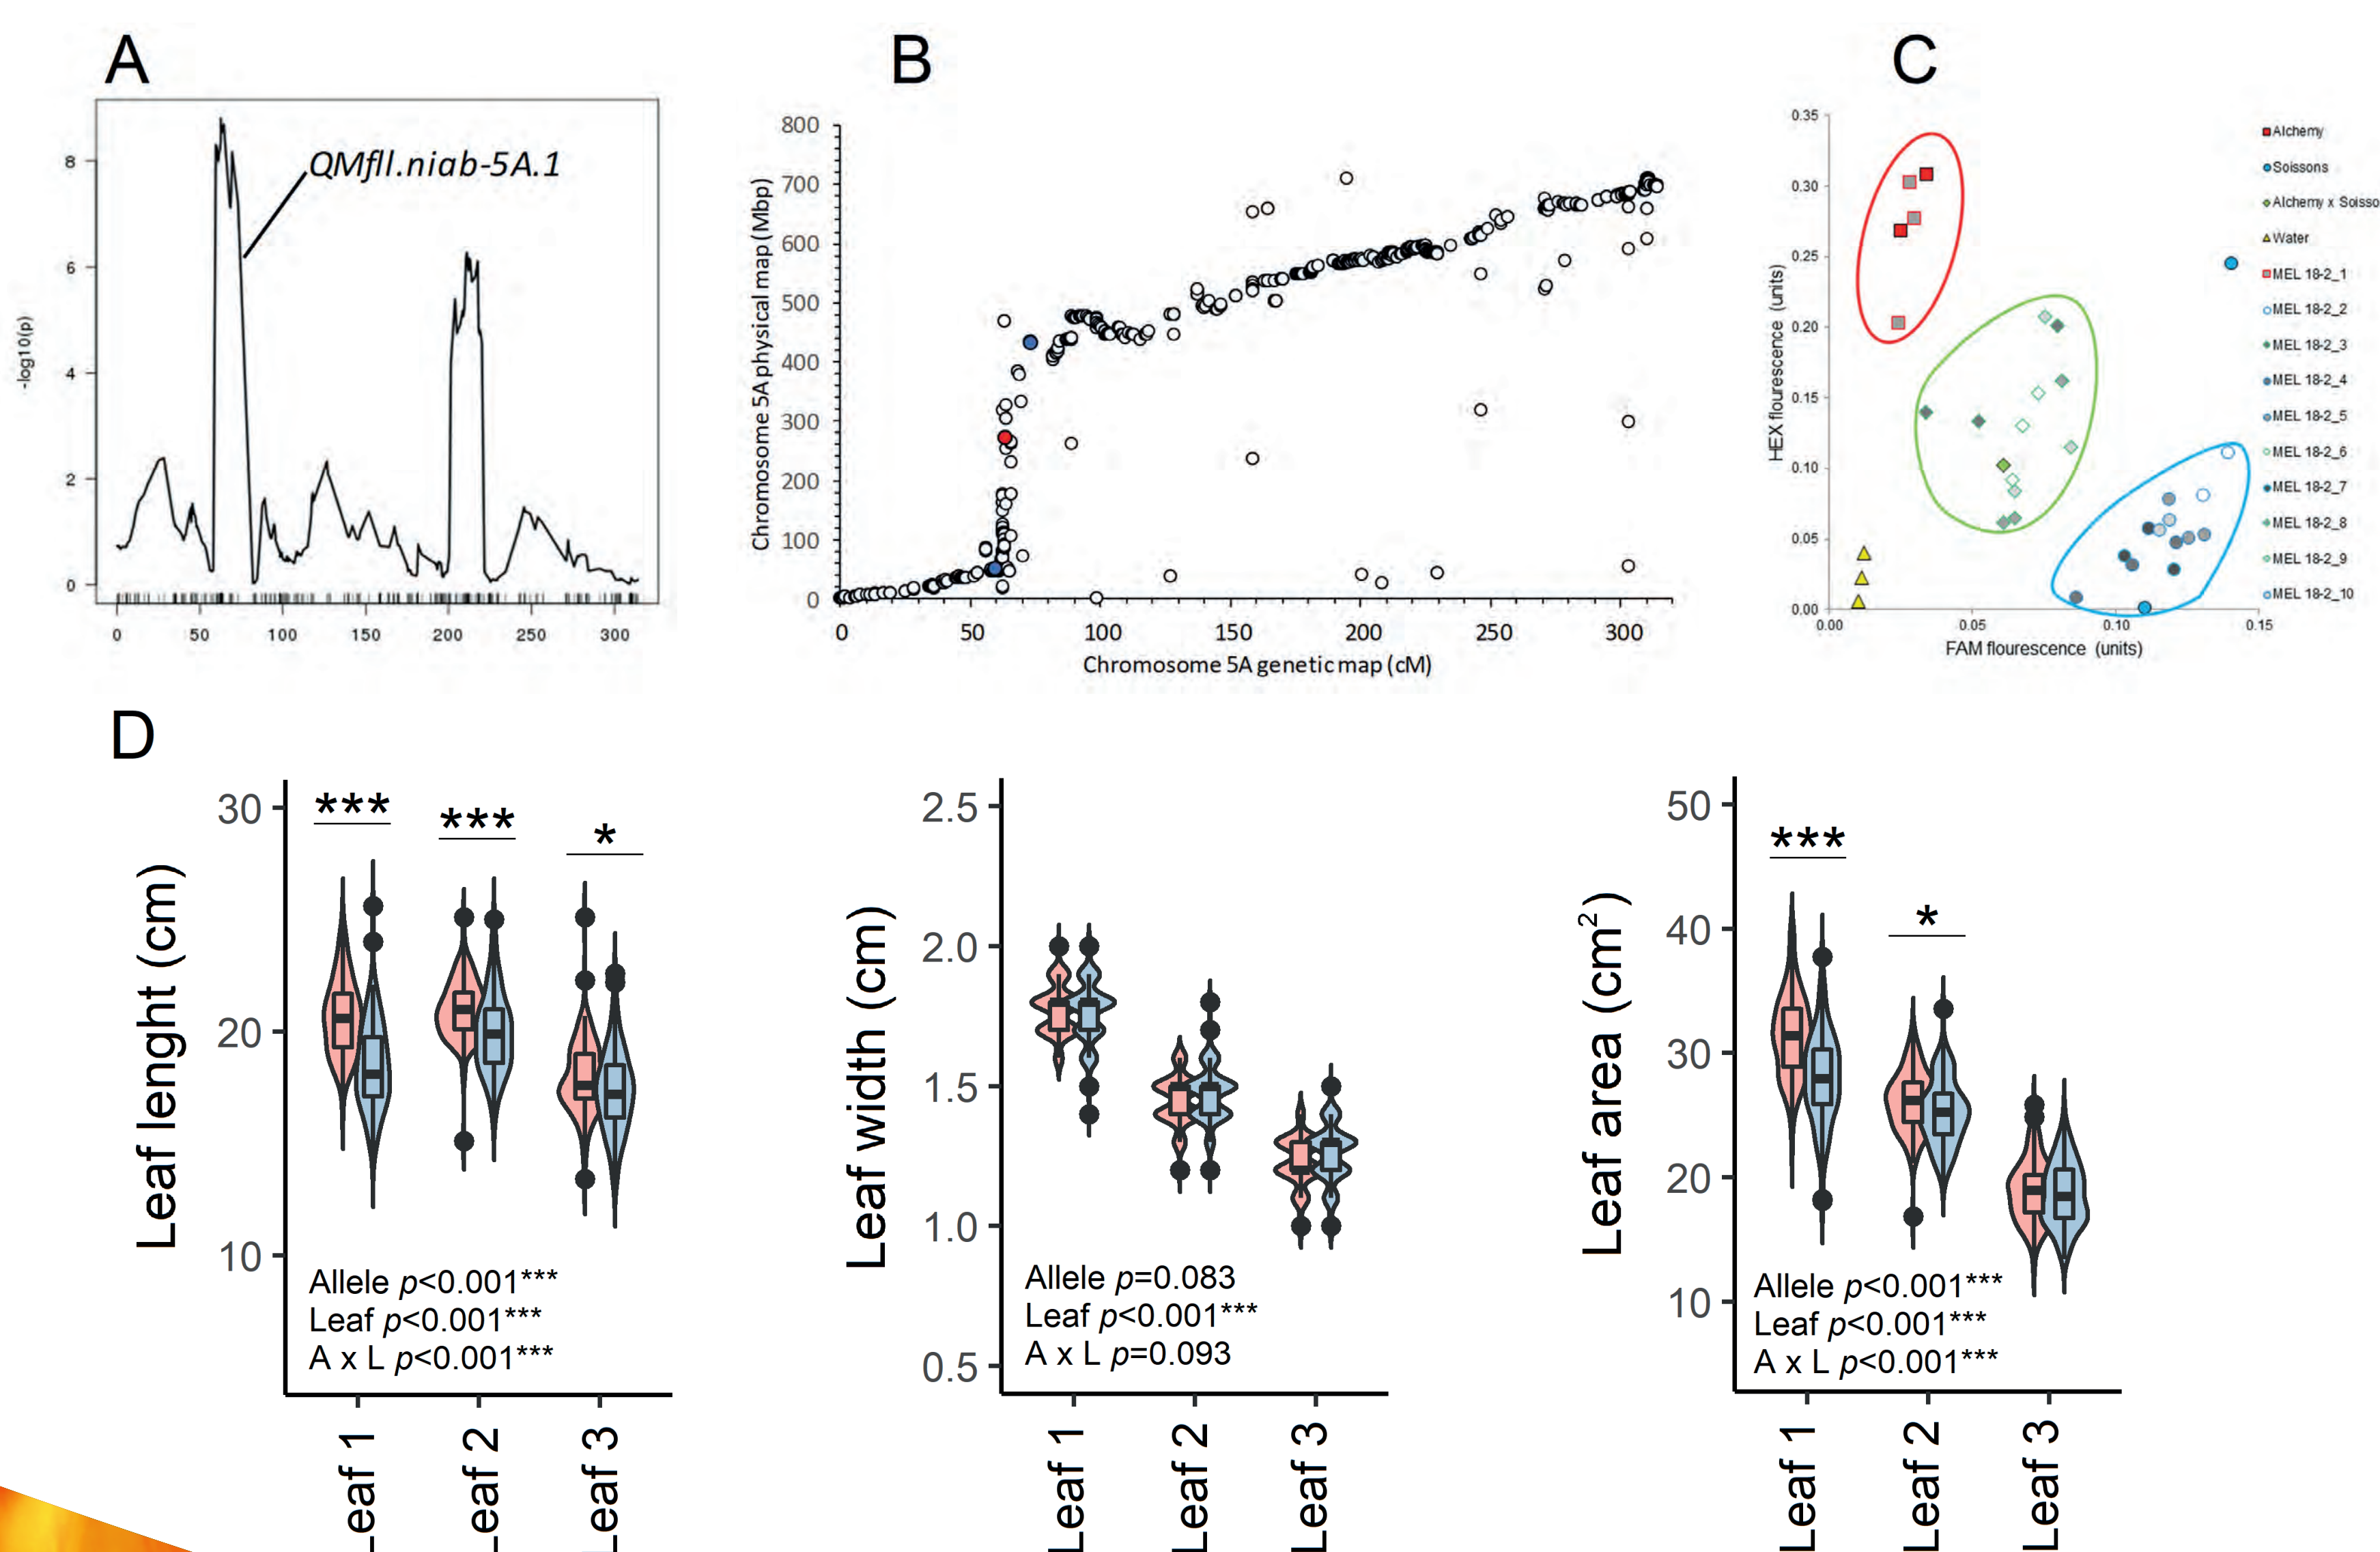 A
B
C
-log10(p)
8
6
4
2
0
QMfll.niab-5A.1
0 50 100 150 200 250 300
Chromosome 5A physical map (Mbp)
800
700
600
500
400
300
200
100
0
0 50 100 150 200 250 300
Chromosome 5A genetic map (cM)
HEX flourescence (units)
0.35
0.30
0.25
0.20
0.15
0.10
0.05
0.00
0.00 0.05 0.10 0.15
FAM flourescence (units)
Alchemy
Soissons
Alchemy x Soisso
Water
MEL 18-2_1
MEL 18-2_2
MEL 18-2_3
MEL 18-2_4
MEL 18-2_5
MEL 18-2_6
MEL 18-2_7
MEL 18-2_8
MEL 18-2_9
MEL 18-2_10
D
Leaf lenght (cm)
30
20
10
*** *** *
Allele p<0.001***
Leaf p<0.001***
A x L p<0.001***
Leaf 1 Leaf 2 Leaf 3
Leaf width (cm)
2.5
2.0
1.5
1.0
0.5
Allele p=0.083
Leaf p<0.001***
A x L p=0.093
Leaf 1 Leaf 2 Leaf 3
Leaf area (cm2)
50
40
30
20
10
*** *
Allele p<0.001***
Leaf p<0.001***
A x L p<0.001***
Leaf 1 Leaf 2 Leaf 3